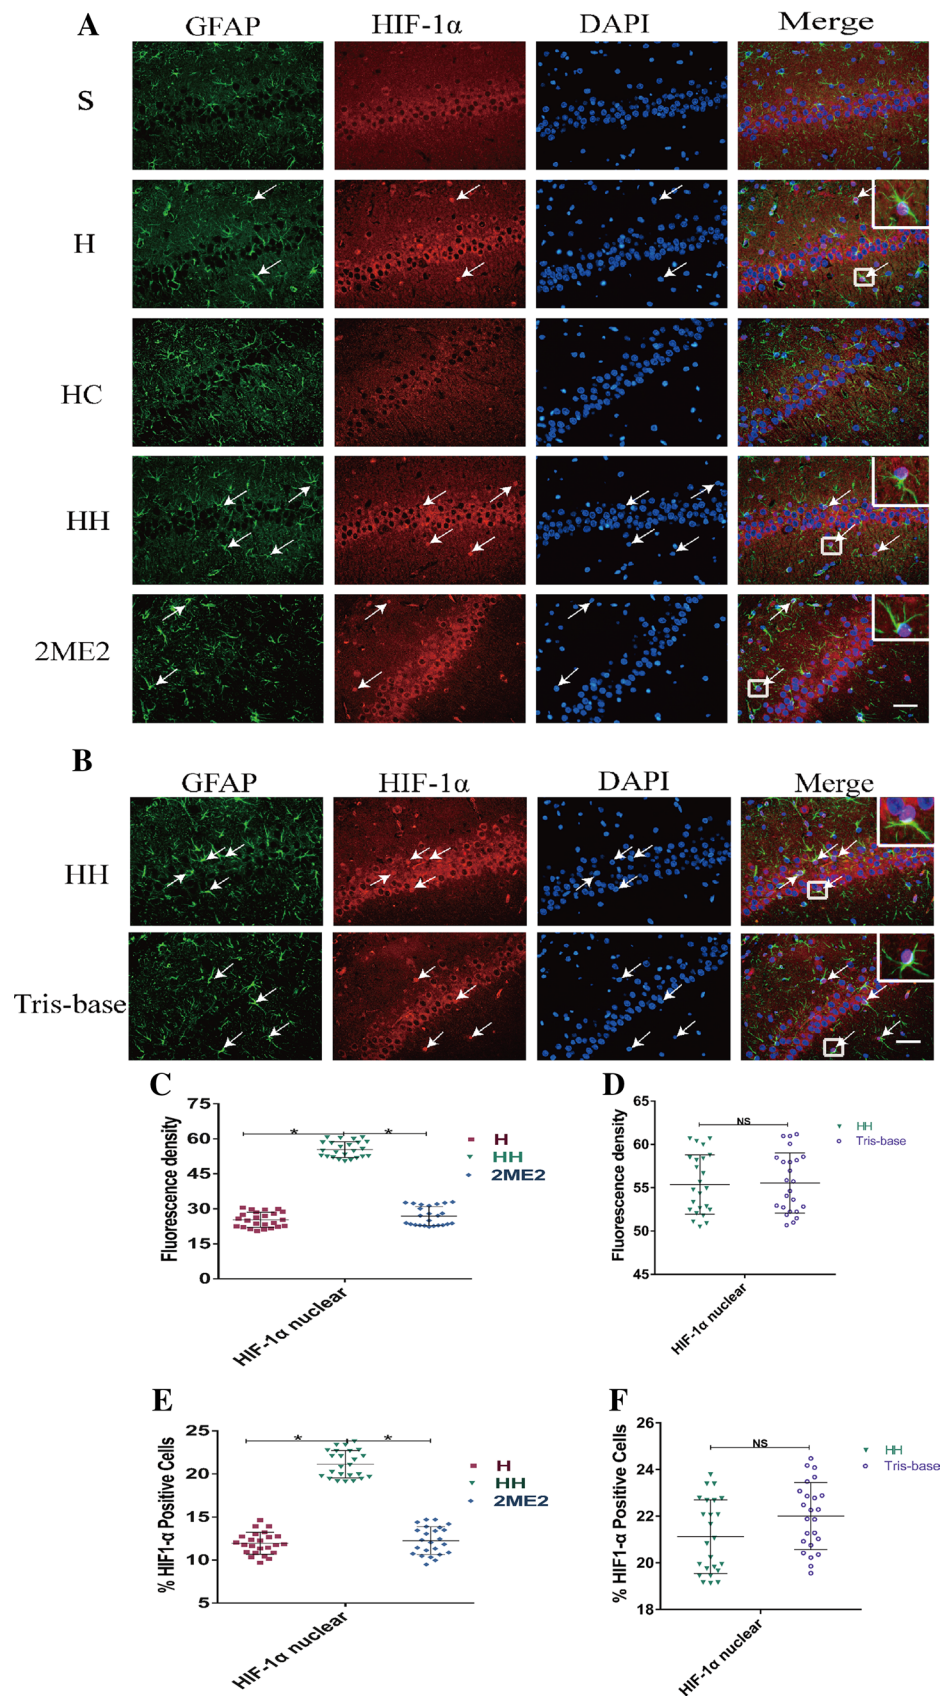 A
GFAP HIF-1α DAPI Merge
S
H
HC
HH
2ME2
B
GFAP HIF-1α DAPI Merge
HH
Tris-base
C
75
60
45
30
15
0
Fluorescence density
* *
H
HH
2ME2
HIF-1α nuclear
D
65
60
55
50
45
Fluorescence density
NS
HH
Tris-base
HIF-1α nuclear
E
25
20
15
10
5
% HIF1-α Positive Cells
* *
H
HH
2ME2
HIF-1α nuclear
F
26
24
22
20
18
% HIF1-α Positive Cells
NS
HH
Tris-base
HIF-1α nuclear